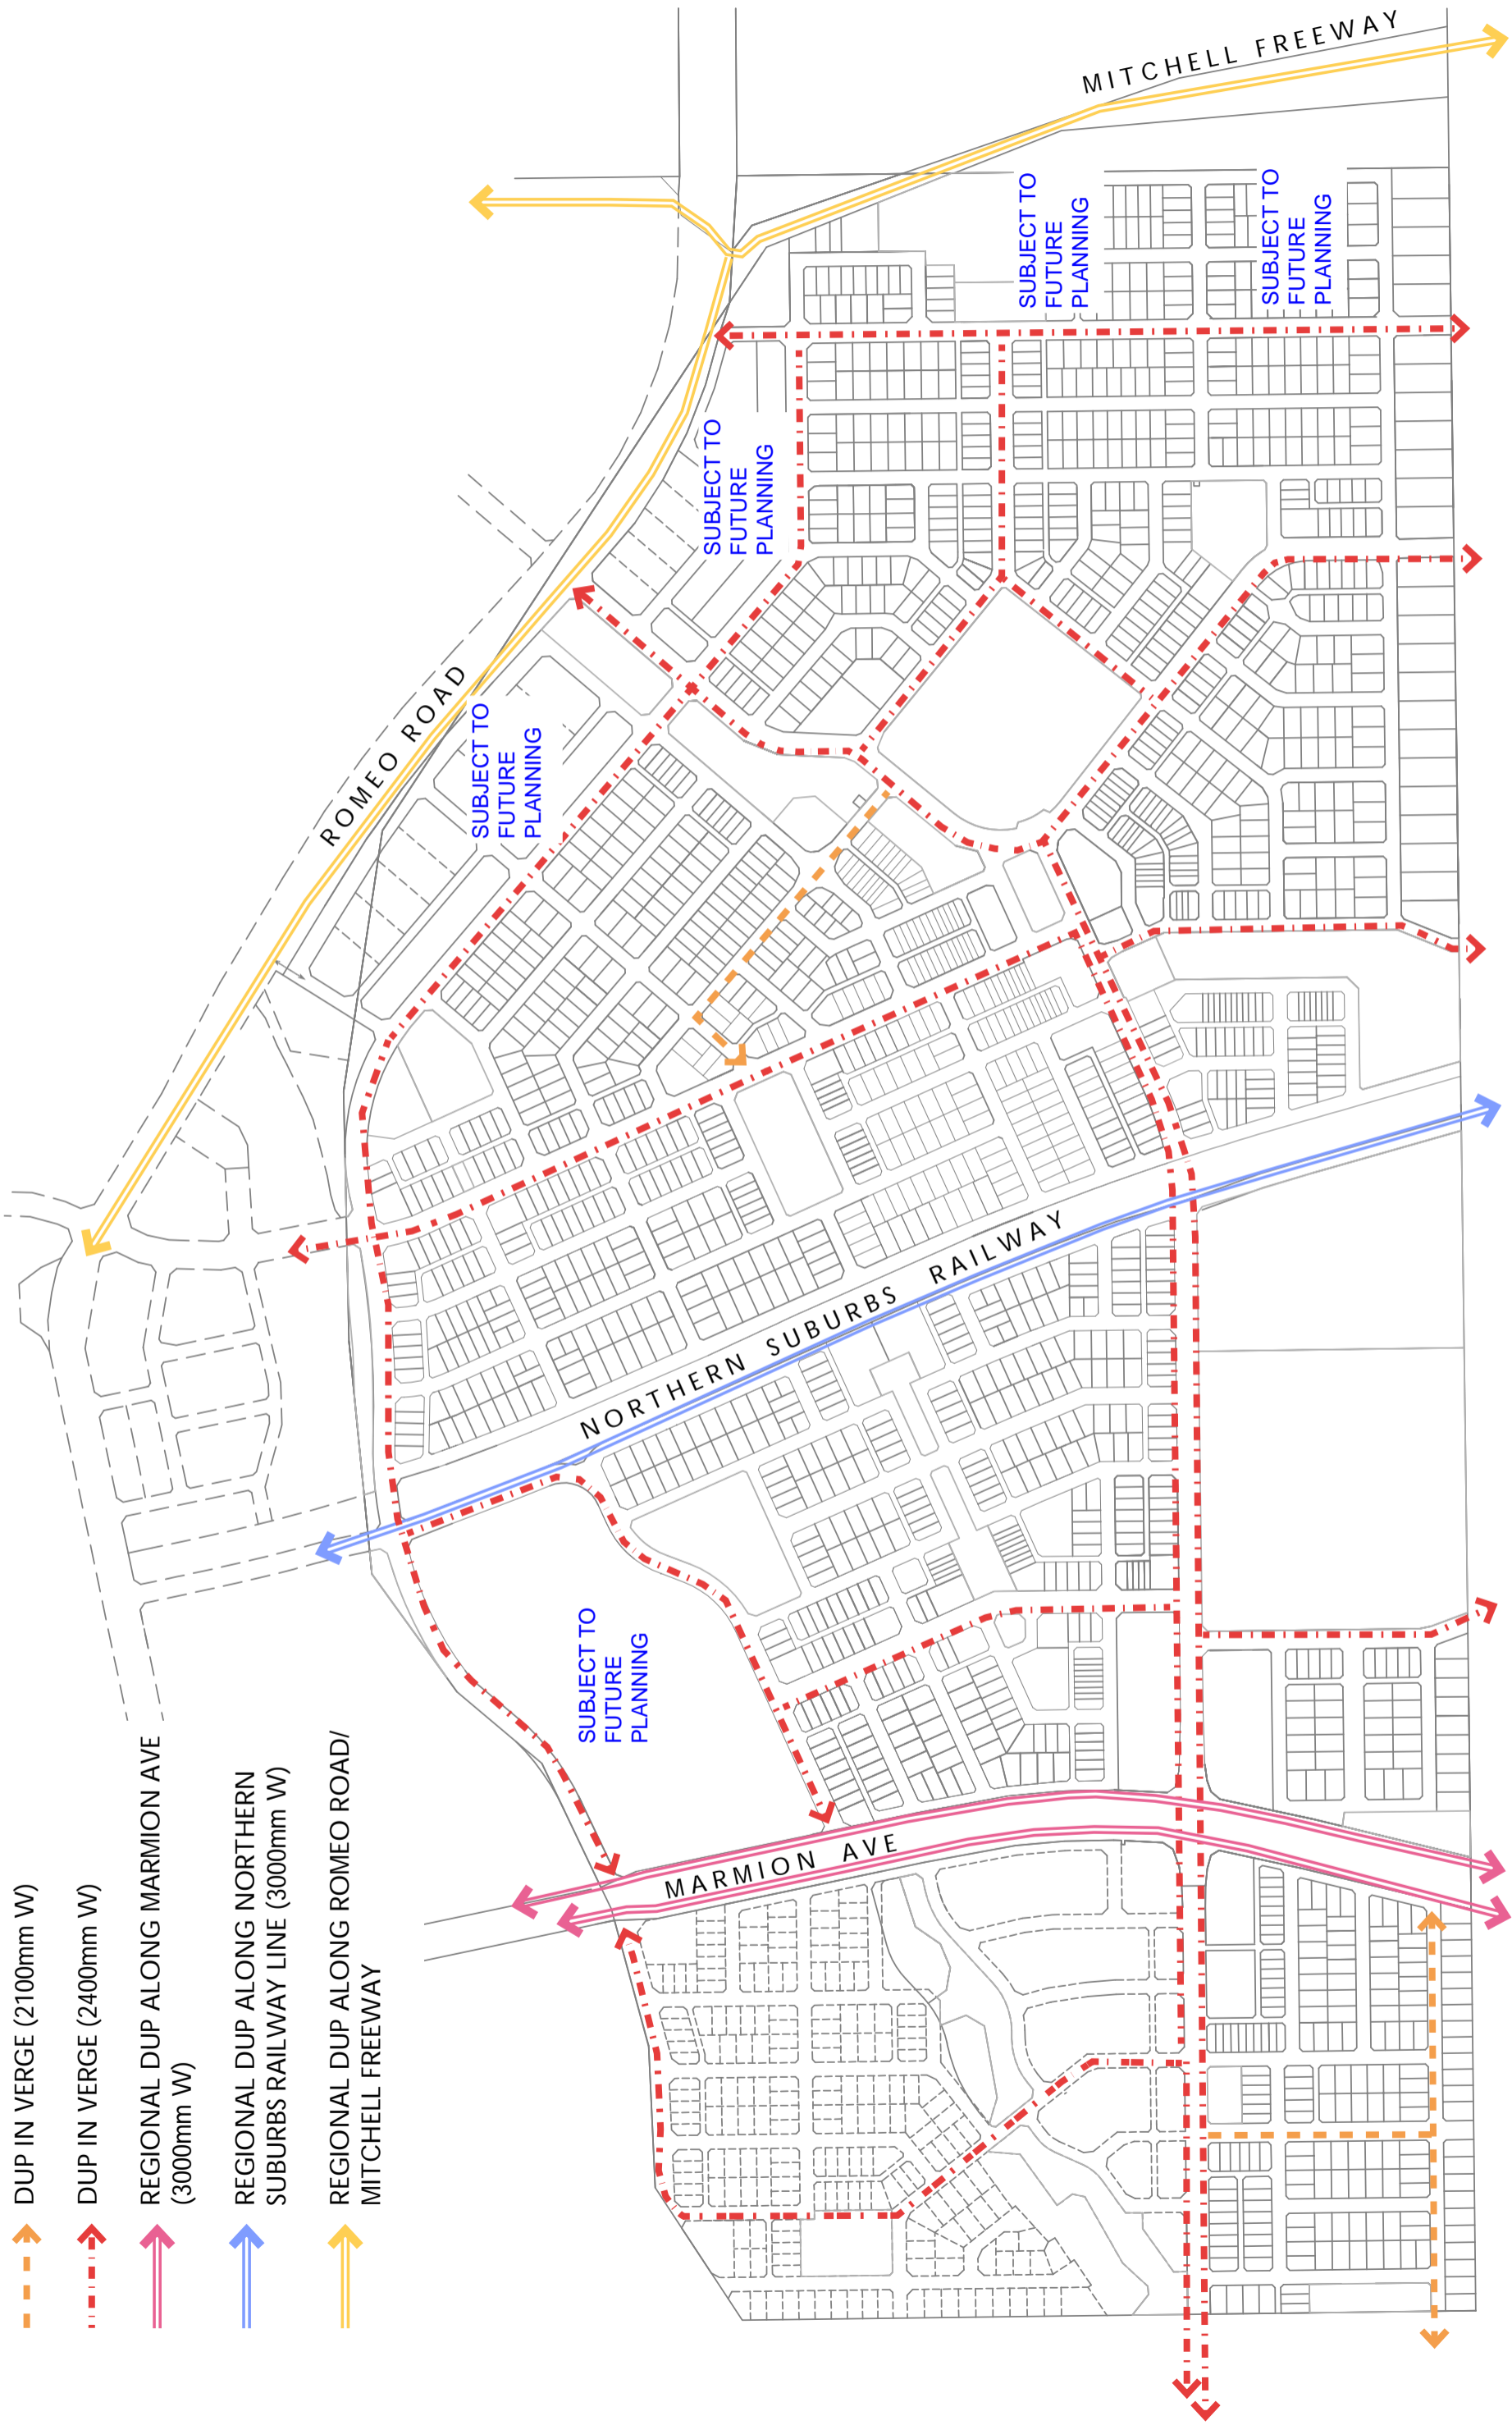 DUP IN VERGE (2100mm W)
DUP IN VERGE (2400mm W)
REGIONAL DUP ALONG MARMION AVE
(3000mm W)
REGIONAL DUP ALONG NORTHERN
SUBURBS RAILWAY LINE (3000mm W)
REGIONAL DUP ALONG ROMEO ROAD/
MITCHELL FREEWAY
MARMION AVE
SUBJECT TO
FUTURE
PLANNING
NORTHERN SUBURBS RAILWAY
ROMEO ROAD
SUBJECT TO
FUTURE
PLANNING
SUBJECT TO
FUTURE
PLANNING
SUBJECT TO
FUTURE
PLANNING
SUBJECT TO
FUTURE
PLANNING
MITCHELL FREEWAY